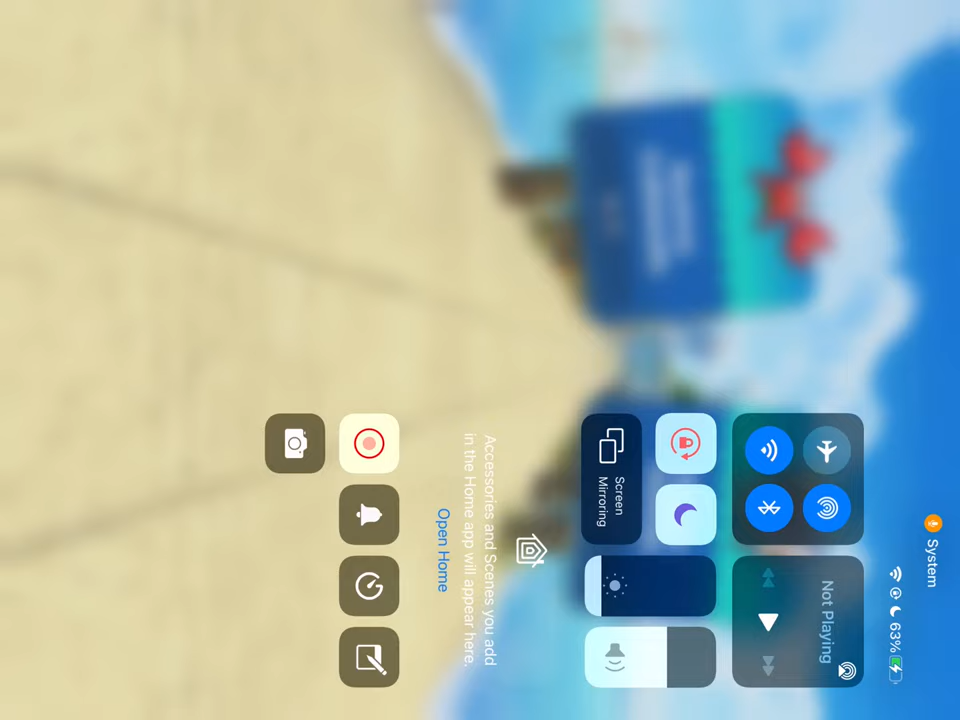 System
63%
Not Playing
Screen
Mirroring
Accessories and Scenes you add
in the Home app will appear here.
Open Home